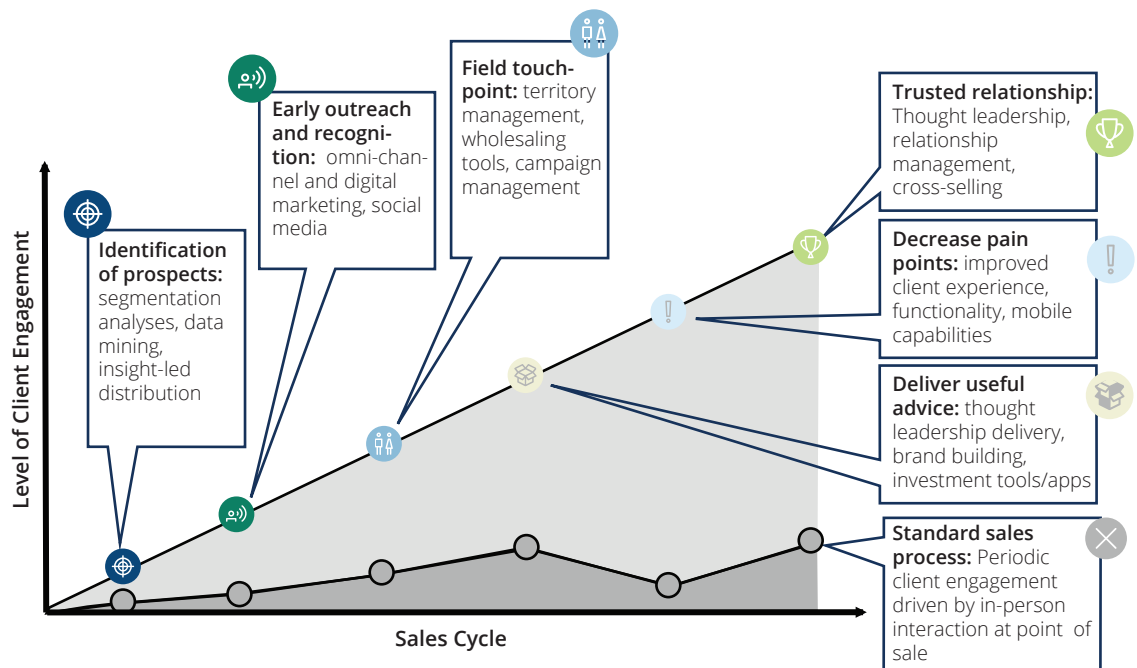 Identification
of prospects:
segmentation
analyses, data
mining,
insight-led
distribution
Early outreach
and recogni-
tion: omni-chan-
nel and digital
marketing, social
media
Field touch-
point: territory
management,
wholesaling
tools, campaign
management
Trusted relationship:
Thought leadership,
relationship
management,
cross-selling
Decrease pain
points: improved
client experience,
functionality, mobile
capabilities
Deliver useful
advice: thought
leadership delivery,
brand building,
investment tools/apps
Standard sales
process: Periodic
client engagement
driven by in-person
interaction at point of
sale
Level of Client Engagement
Sales Cycle